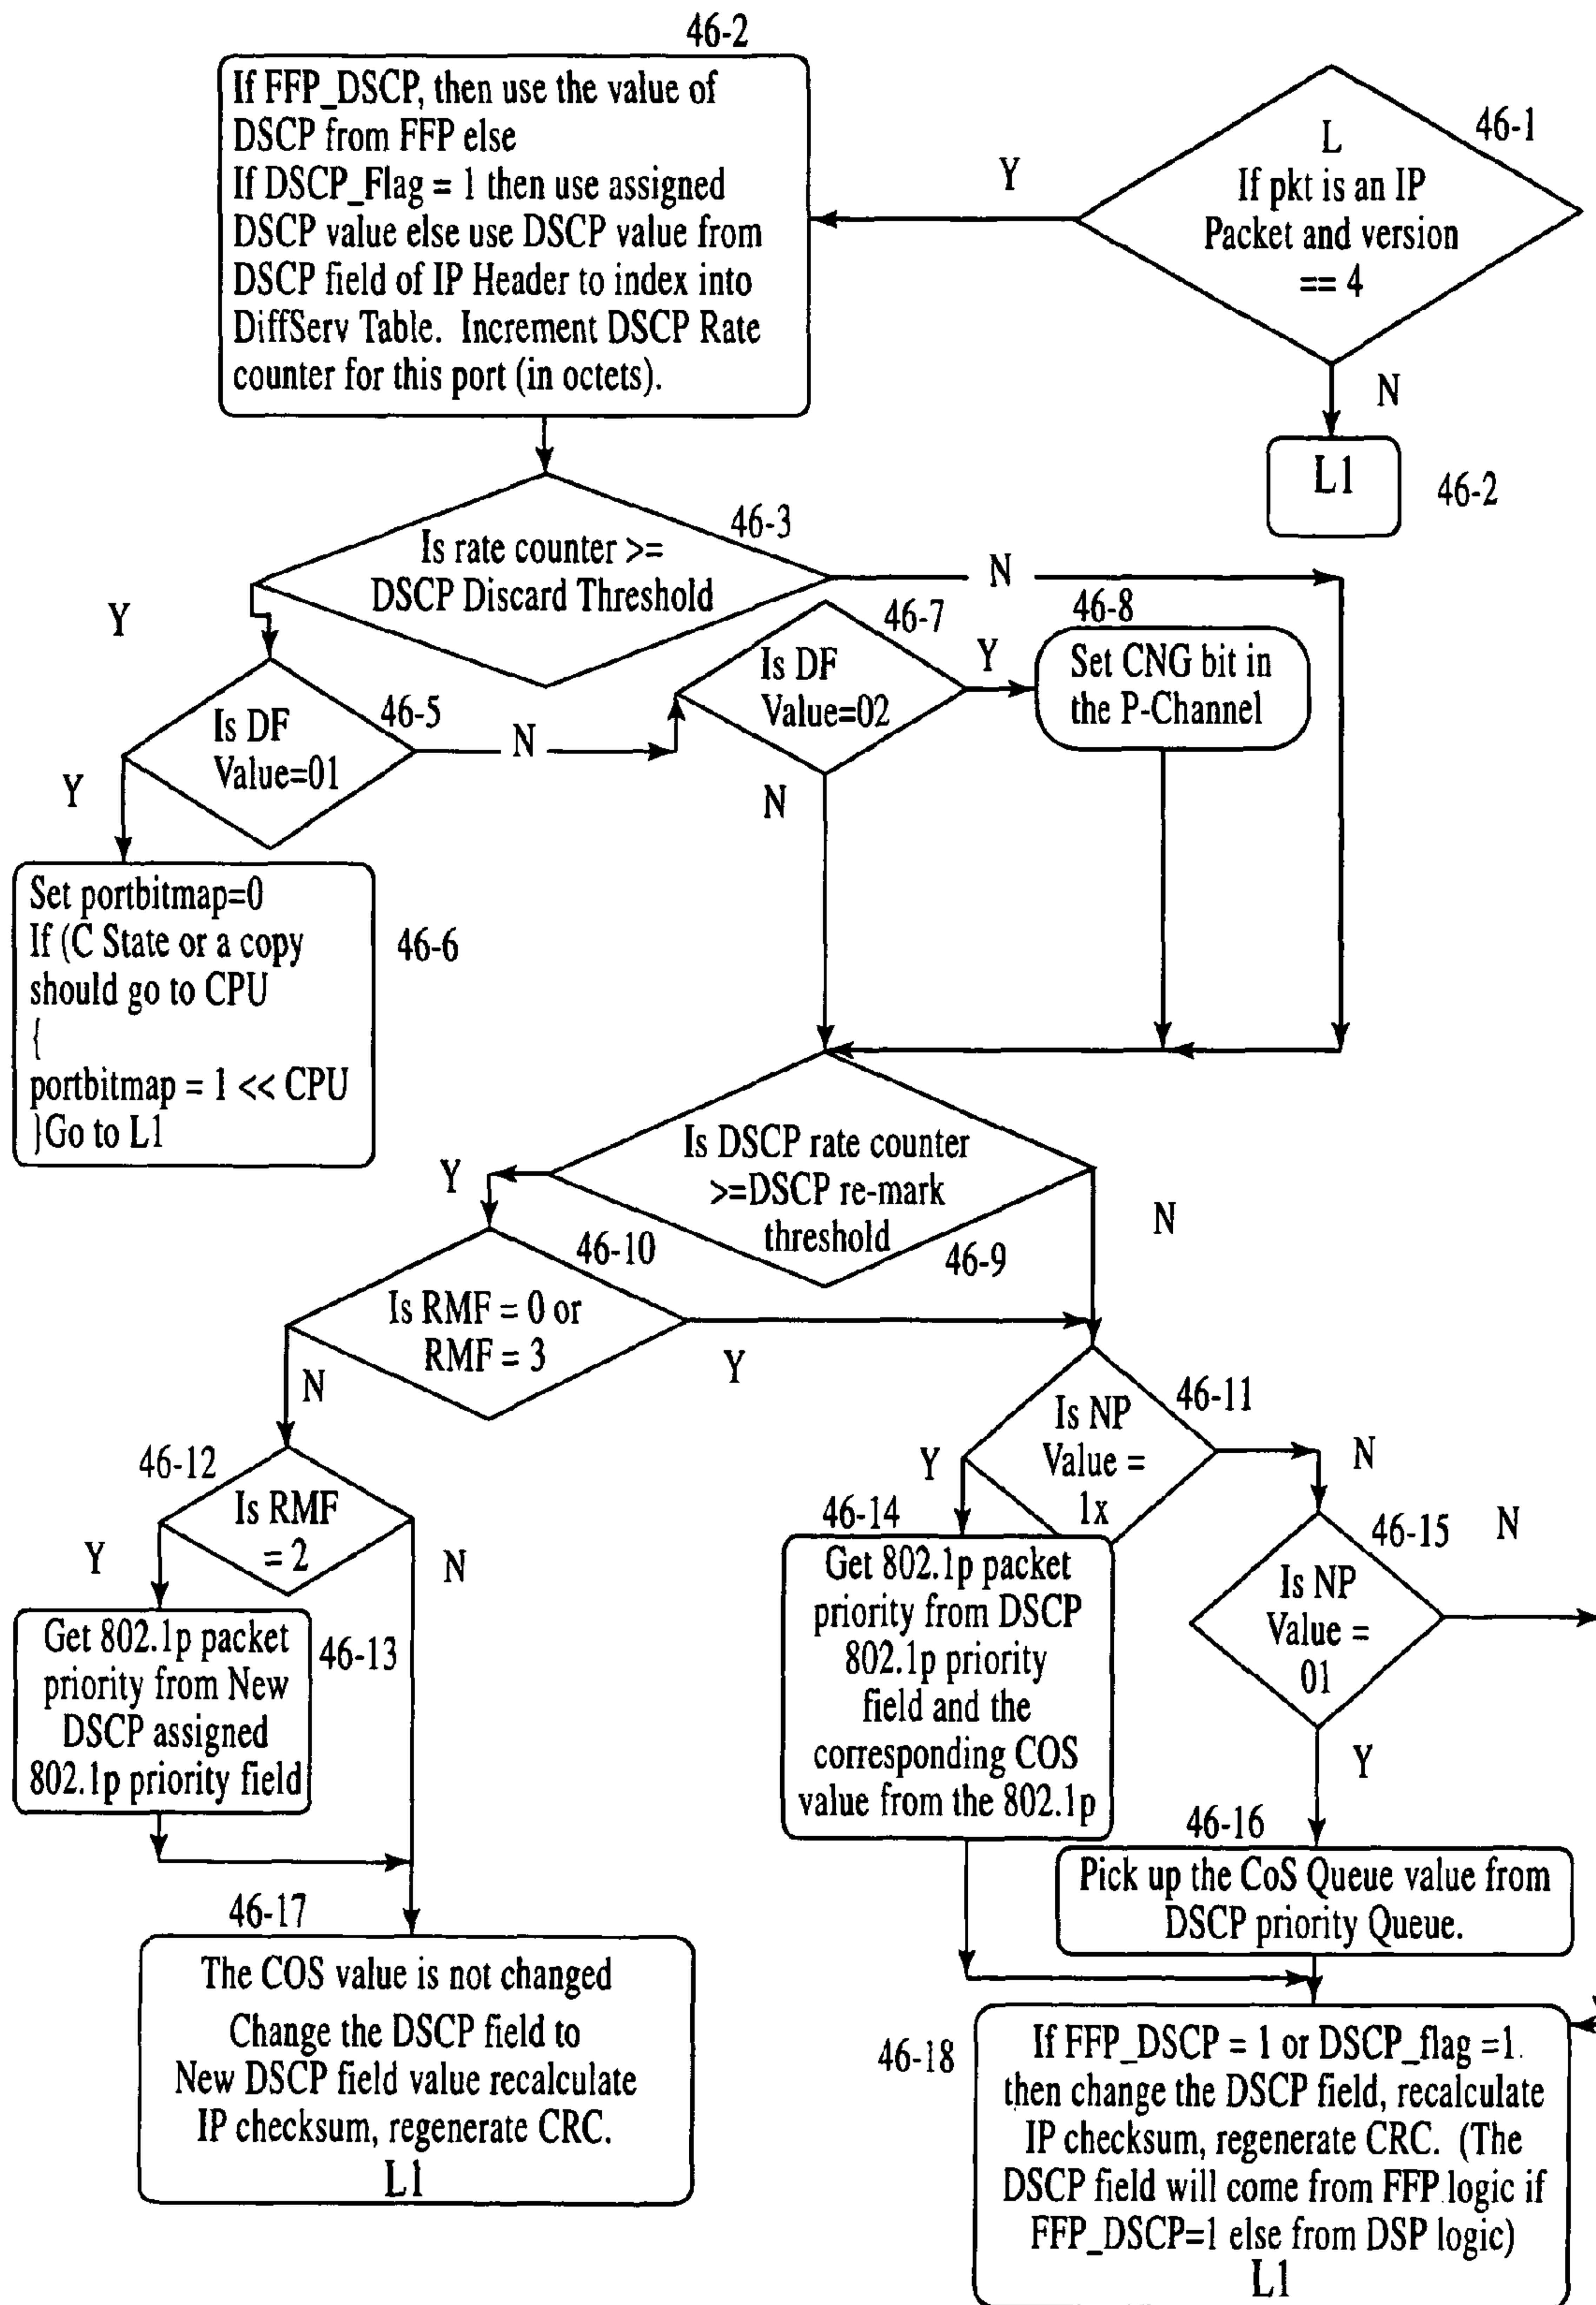 46-2
If FFP_DSCP, then use the value of
DSCP from FFP else
If DSCP_Flag = 1 then use assigned
DSCP value else use DSCP value from
DSCP field of IP Header to index into
DiffServ Table. Increment DSCP Rate
counter for this port (in octets).
46-1
L
If pkt is an IP
Packet and version
== 4
Y
N
L1
46-2
46-3
Is rate counter >=
DSCP Discard Threshold
N
Y
46-5
Is DF
Value=01
N
Y
46-7
Is DF
Value=02
Y
N
46-8
Set CNG bit in
the P-Channel
Set portbitmap=0
If (C State or a copy
should go to CPU
{
portbitmap = 1 << CPU
}Go to L1
46-6
Is DSCP rate counter
>=DSCP re-mark
threshold
46-9
Y
N
46-10
Is RMF = 0 or
RMF = 3
N
Y
46-11
Is NP
Value =
1x
Y
N
46-12
Is RMF
= 2
Y
N
46-13
Get 802.1p packet
priority from New
DSCP assigned
802.1p priority field
46-14
Get 802.1p packet
priority from DSCP
802.1p priority
field and the
corresponding COS
value from the 802.1p
46-15
N
Is NP
Value =
01
Y
46-16
Pick up the CoS Queue value from
DSCP priority Queue.
46-17
The COS value is not changed
Change the DSCP field to
New DSCP field value recalculate
IP checksum, regenerate CRC.
L1
46-18
If FFP_DSCP = 1 or DSCP_flag =1.
then change the DSCP field, recalculate
IP checksum, regenerate CRC. (The
DSCP field will come from FFP logic if
FFP_DSCP=1 else from DSP logic)
L1